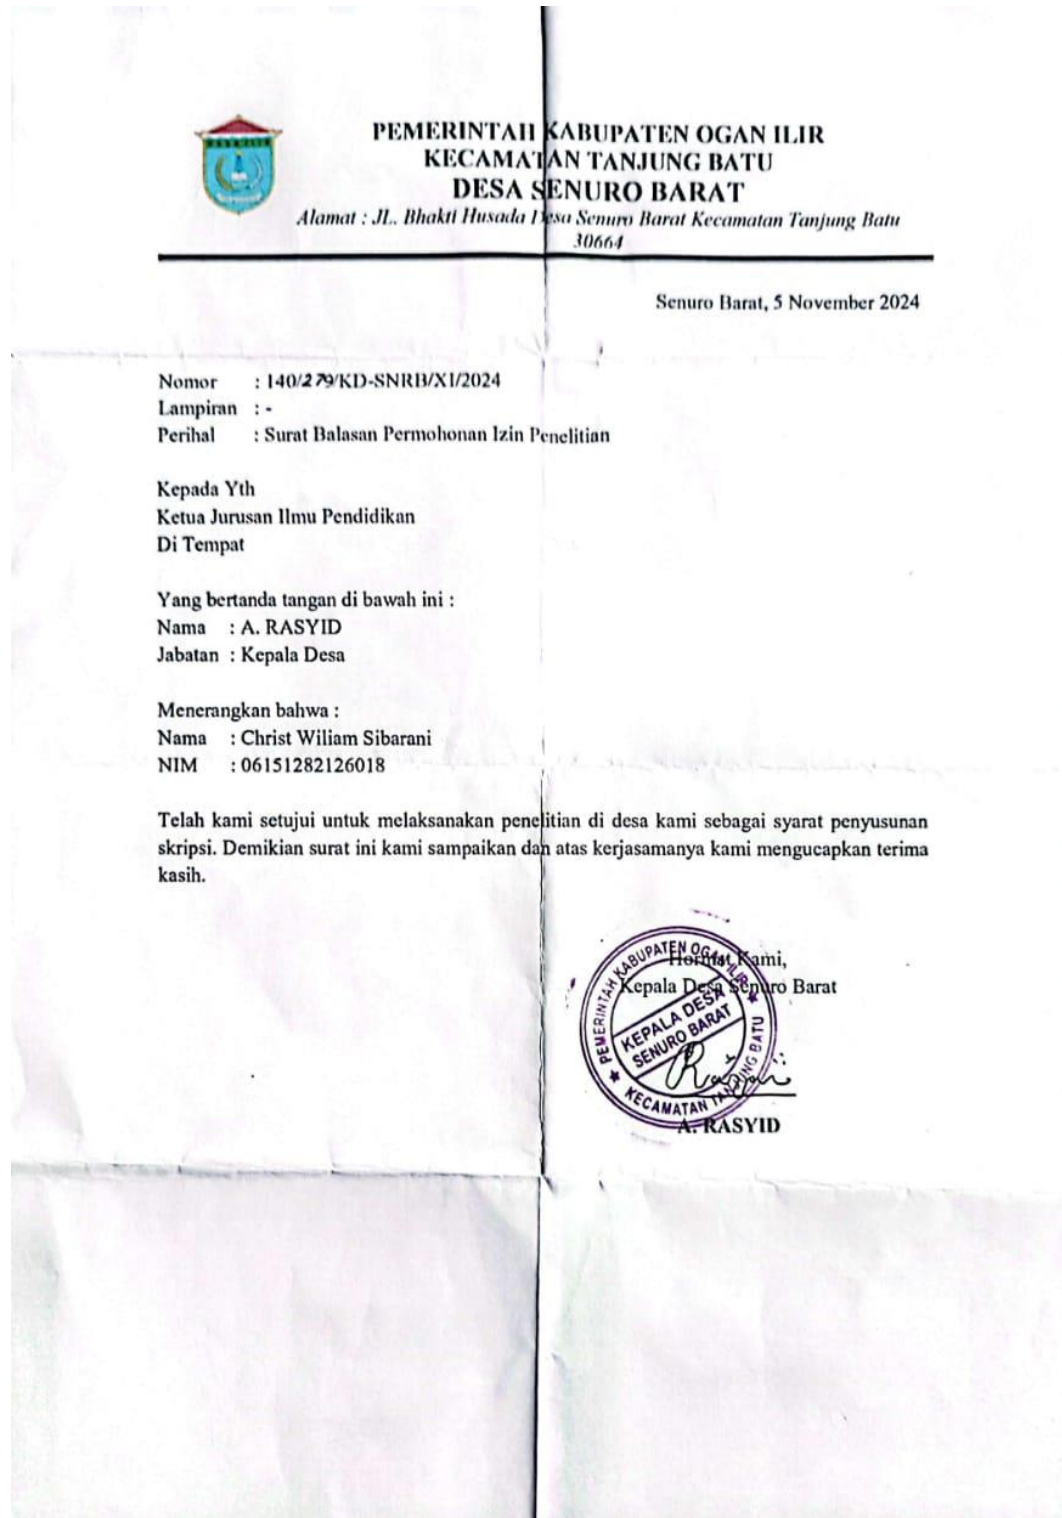 PEMERINTAH KABUPATEN OGAN ILIR
KECAMATAN TANJUNG BATU
DESA SENURO BARAT
Alamat : JL. Bhakti Husada Desa Senuro Barat Kecamatan Tanjung Batu
30664
Senuro Barat, 5 November 2024
Nomor : 140/279/KD-SNRB/XI/2024
Lampiran : -
Perihal : Surat Balasan Permohonan Izin Penelitian
Kepada Yth
Ketua Jurusan Ilmu Pendidikan
Di Tempat
Yang bertanda tangan di bawah ini :
Nama : A. RASYID
Jabatan : Kepala Desa
Menerangkan bahwa :
Nama : Christ Wiliam Sibarani
NIM : 06151282126018
Telah kami setujui untuk melaksanakan penelitian di desa kami sebagai syarat penyusunan
skripsi. Demikian surat ini kami sampaikan dan atas kerjasamanya kami mengucapkan terima
kasih.
Hormat Kami,
Kepala Desa Senuro Barat
PEMERINTAH KABUPATEN OGAN ILIR
KEPALA DESA
SENURO BARAT
KECAMATAN TANJUNG BATU
A. RASYID